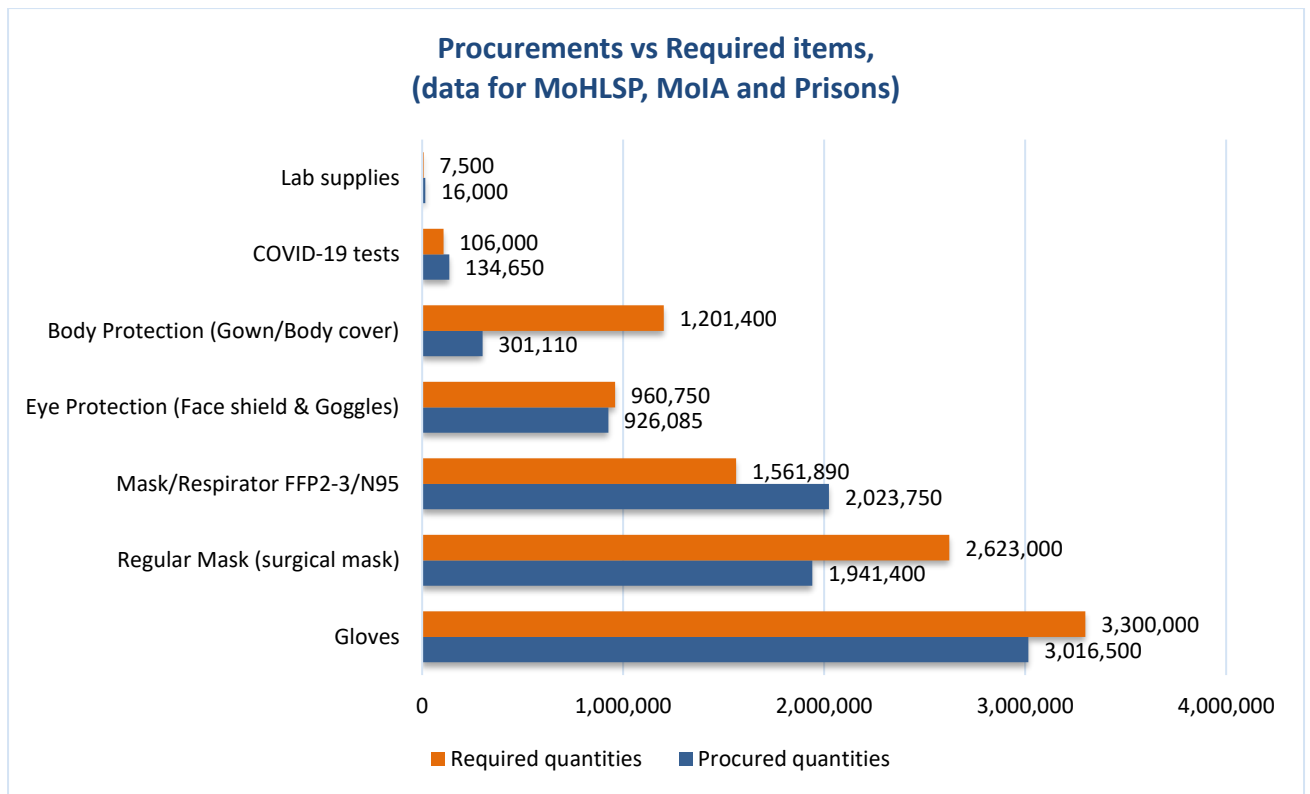 Procurements vs Required items,
(data for MoHLSP, MoIA and Prisons)
Lab supplies
7,500
16,000
COVID-19 tests
106,000
134,650
Body Protection (Gown/Body cover)
1,201,400
301,110
Eye Protection (Face shield & Goggles)
960,750
926,085
Mask/Respirator FFP2-3/N95
1,561,890
2,023,750
Regular Mask (surgical mask)
2,623,000
1,941,400
Gloves
3,300,000
3,016,500
0 1,000,000 2,000,000 3,000,000 4,000,000
Required quantities Procured quantities